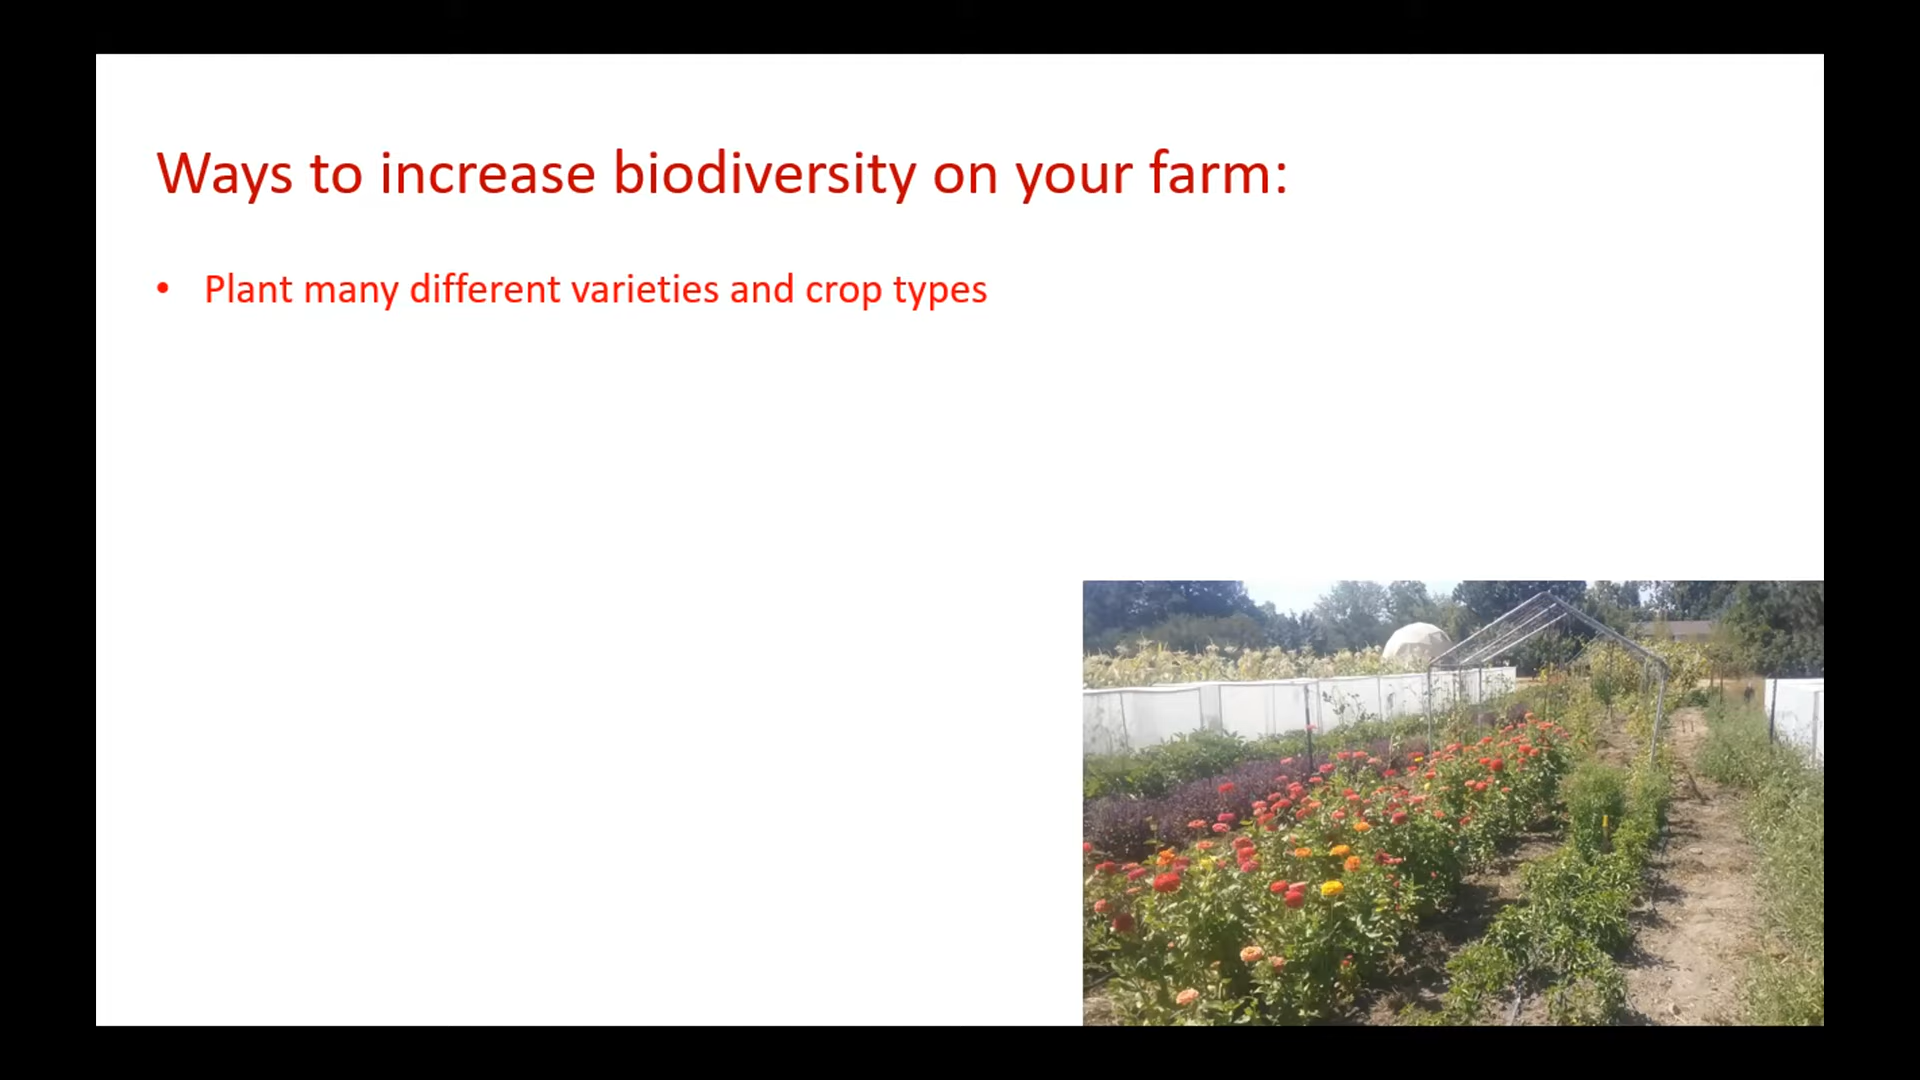 Ways to increase biodiversity on your farm:
• Plant many different varieties and crop types